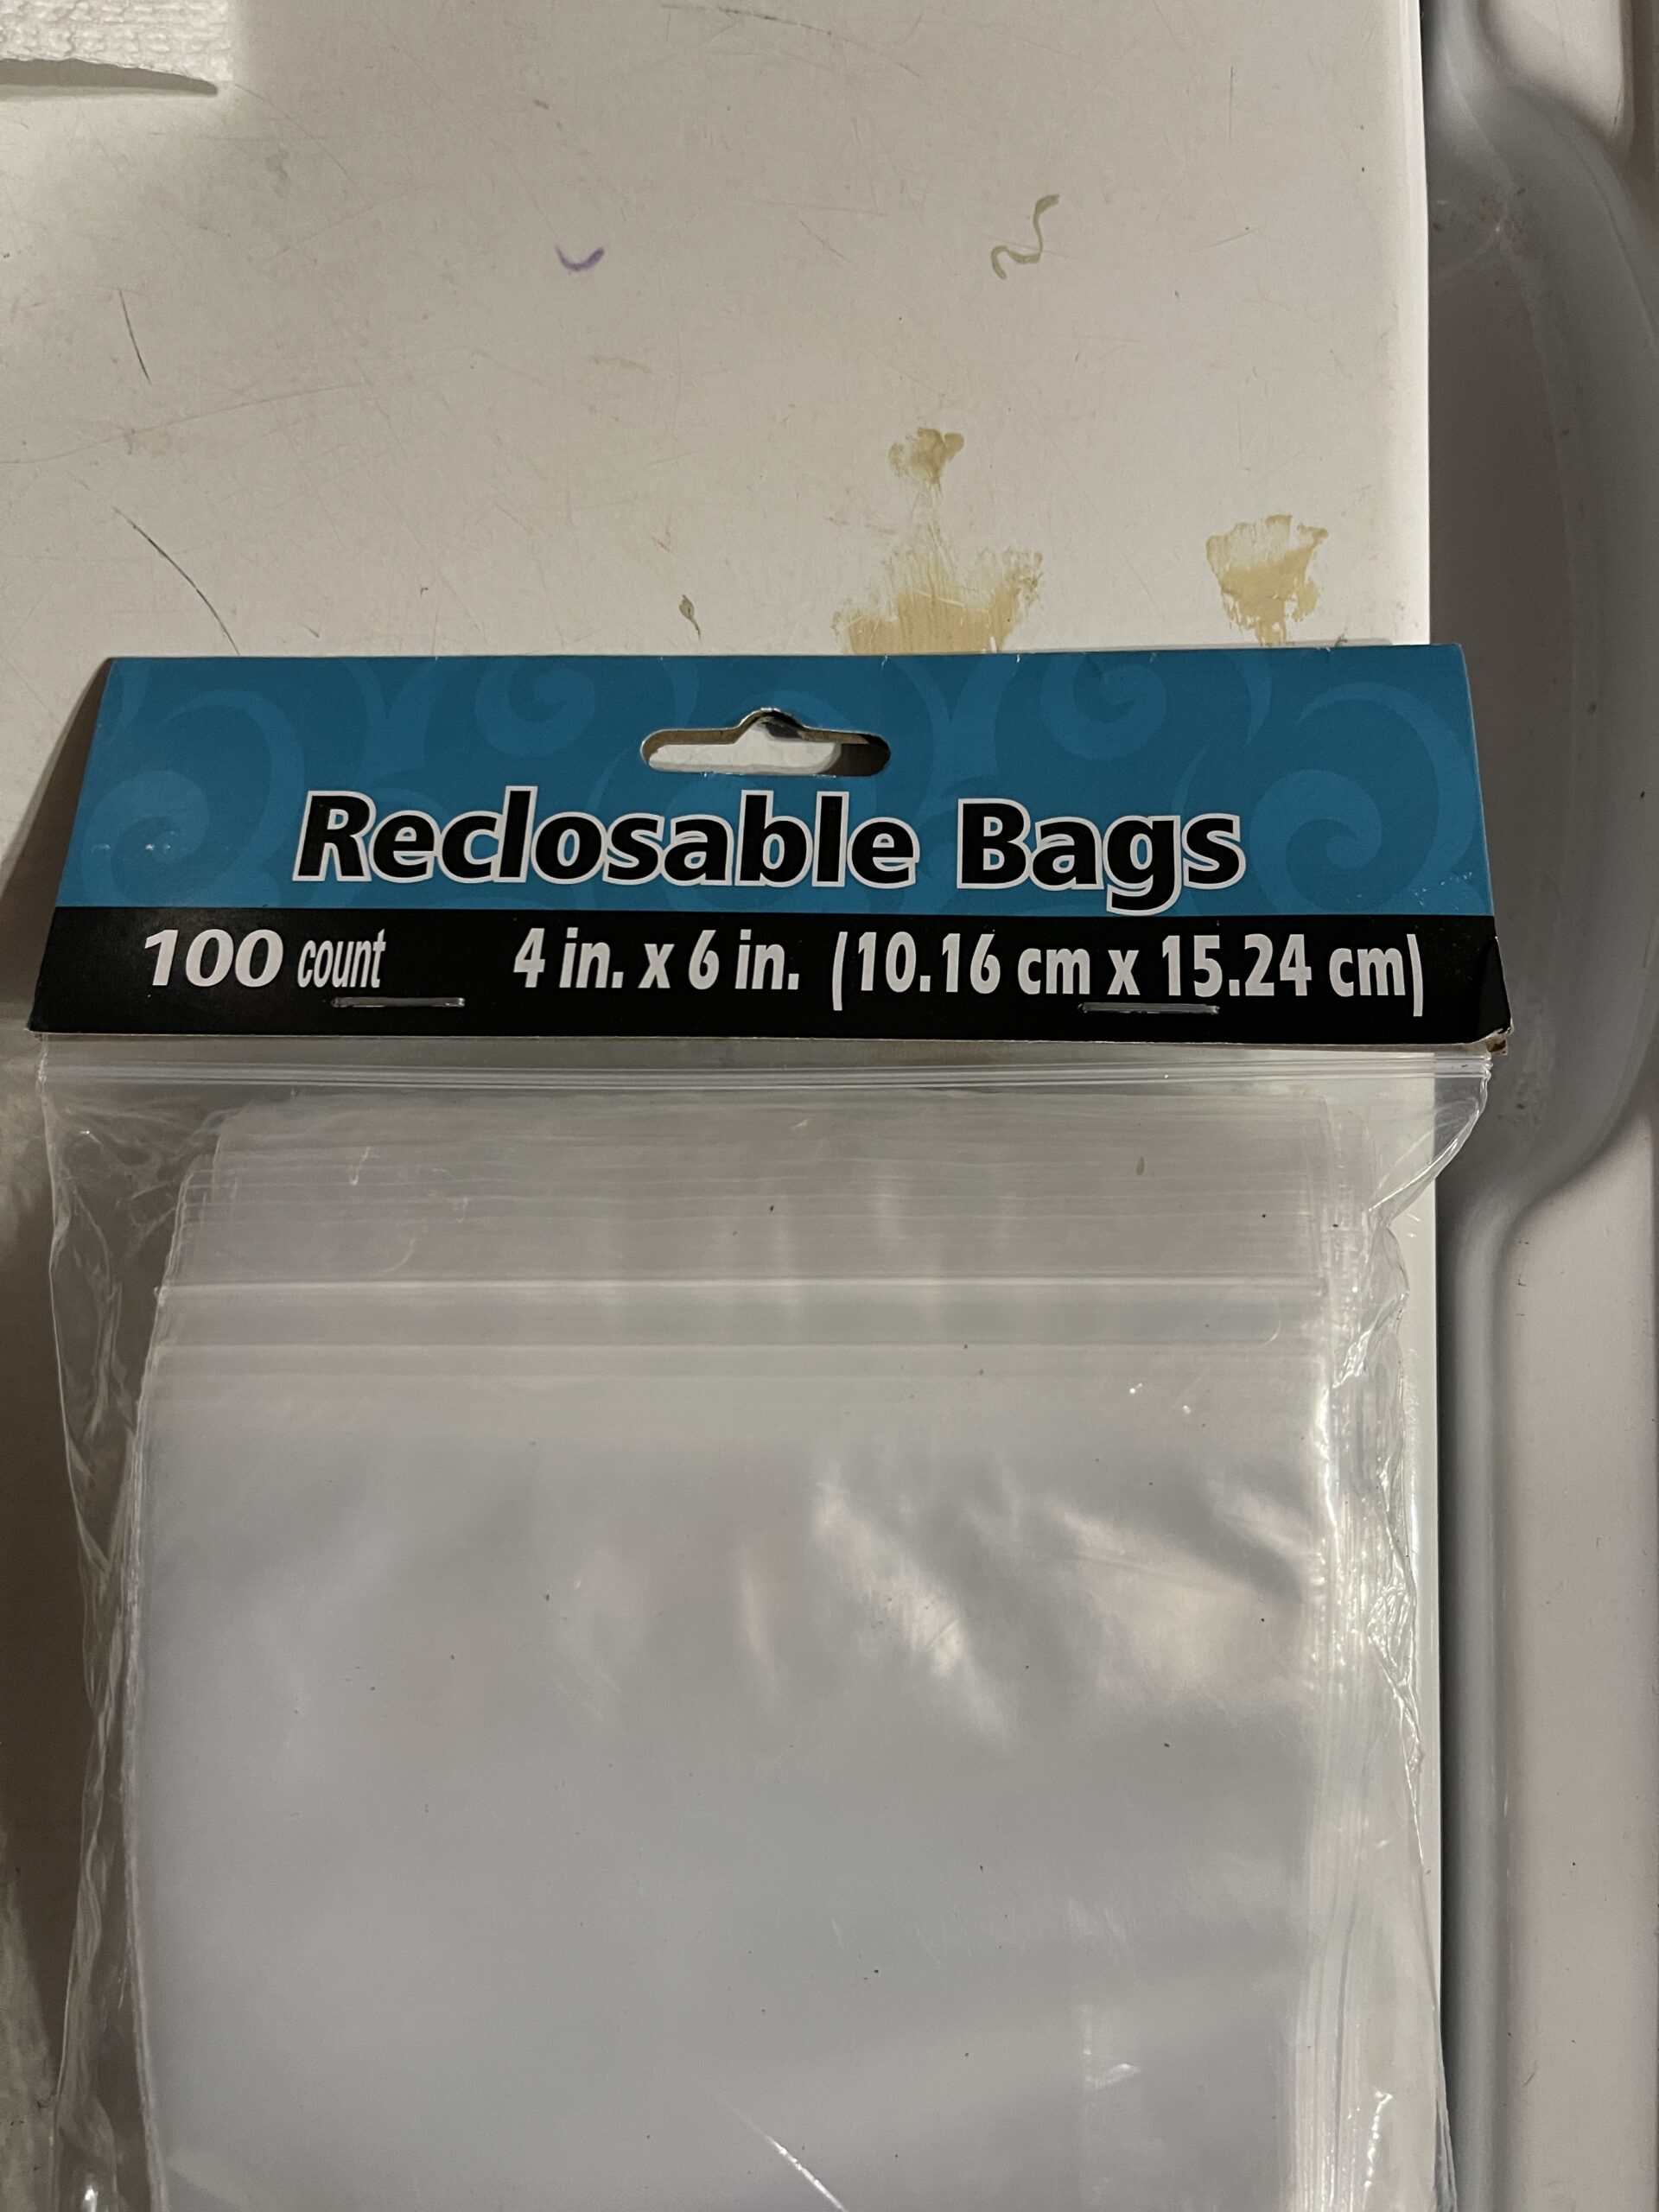 Reclosable Bags
100 count 4 in. x 6 in. (10.16 cm x 15.24 cm)